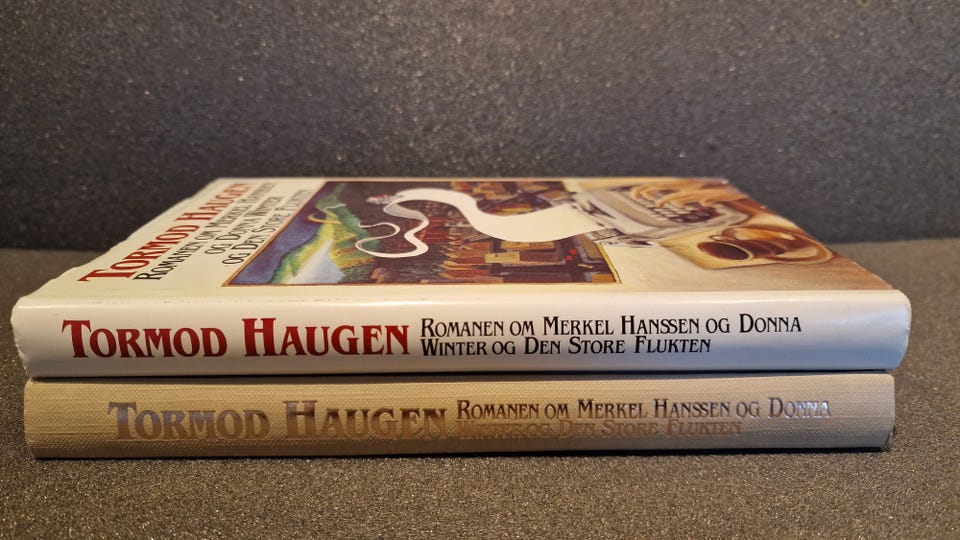 TORMOD HAUGEN
ROMANEN OM MERKEL HANSSEN
OG DONNA WINTER
OG DEN STORE FLUKTEN
TORMOD HAUGEN
ROMANEN OM MERKEL HANSSEN OG DONNA
WINTER OG DEN STORE FLUKTEN
TORMOD HAUGEN
ROMANEN OM MERKEL HANSSEN OG DONNA
WINTER OG DEN STORE FLUKTEN